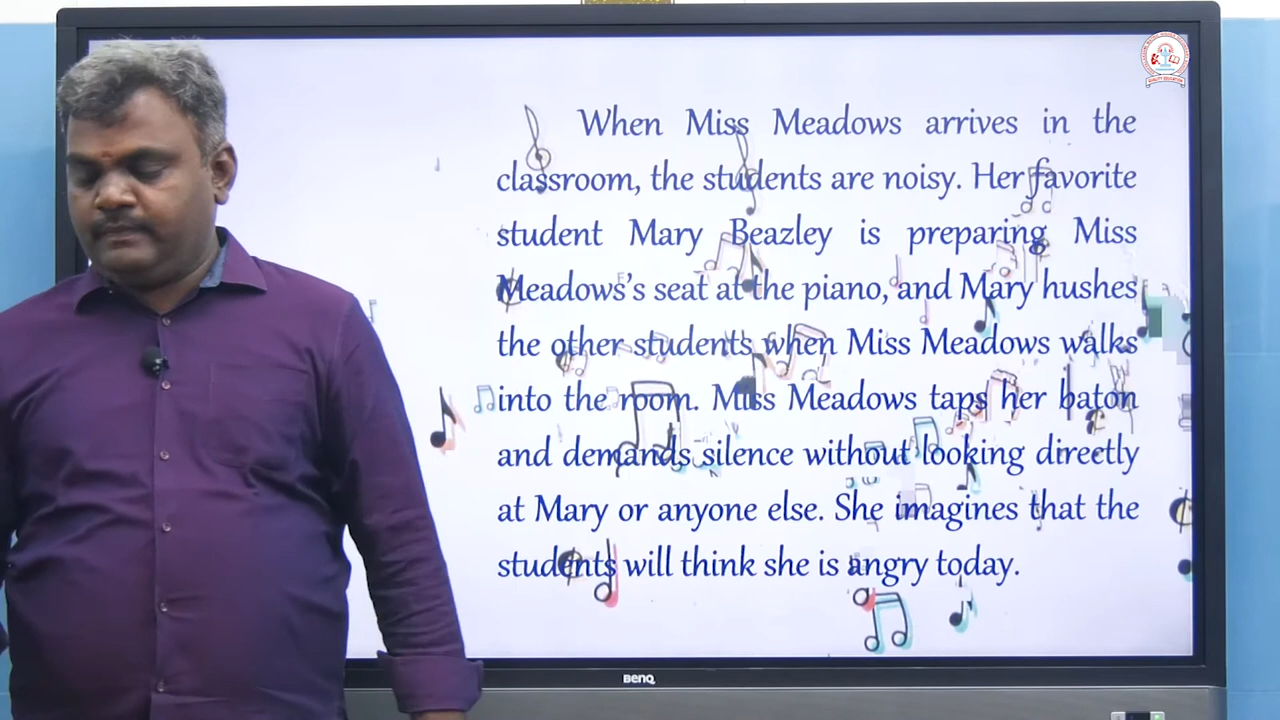 When Miss Meadows arrives in the
classroom, the students are noisy. Her favorite
student Mary Beazley is preparing Miss
Meadows's seat at the piano, and Mary hushes
the other students when Miss Meadows walks
into the room. Miss Meadows taps her baton
and demands silence without looking directly
at Mary or anyone else. She imagines that the
students will think she is angry today.
BENQ
QUALITY EDUCATION